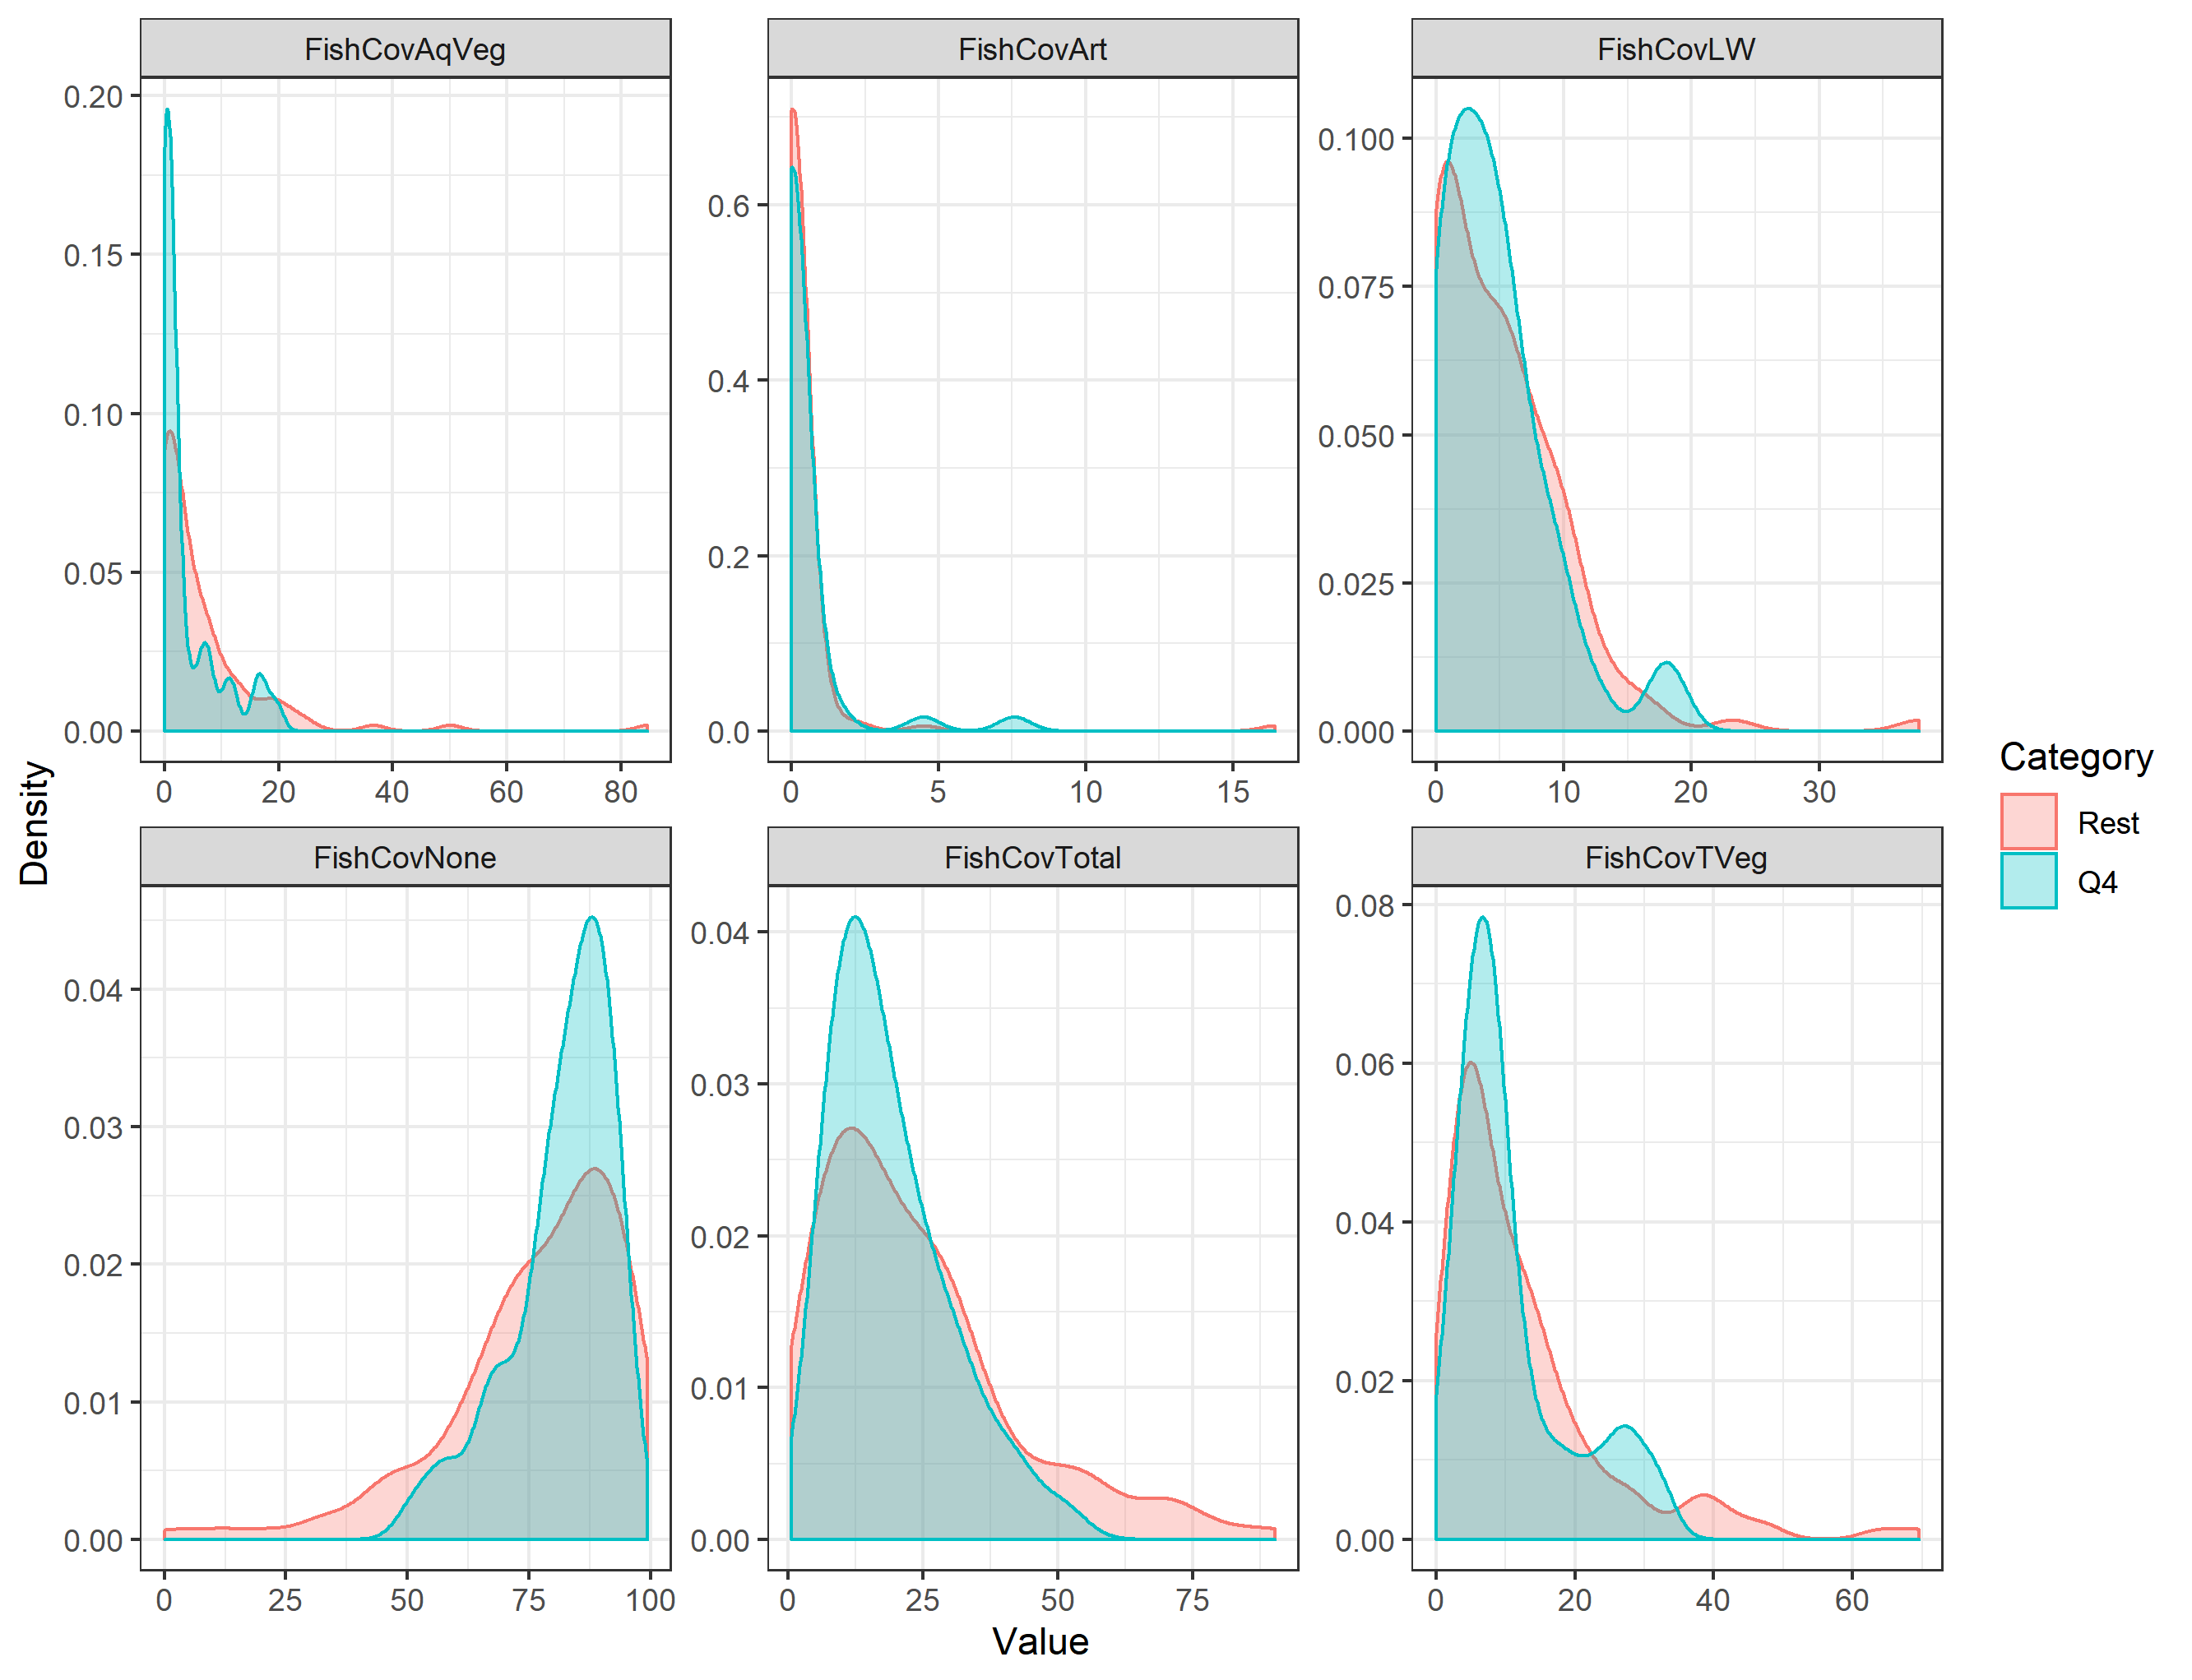 FishCovAqVeg FishCovArt FishCovLW
0.20
0.15
0.10
0.05
0.00
0 20 40 60 80
0.6
0.4
0.2
0.0
0 5 10 15
0.100
0.075
0.050
0.025
0.000
0 10 20 30
FishCovNone FishCovTotal FishCovTVeg
0.04
0.03
0.02
0.01
0.00
0 25 50 75 100
0.04
0.03
0.02
0.01
0.00
0 25 50 75
0.08
0.06
0.04
0.02
0.00
0 20 40 60
Density
Value
Category
Rest
Q4